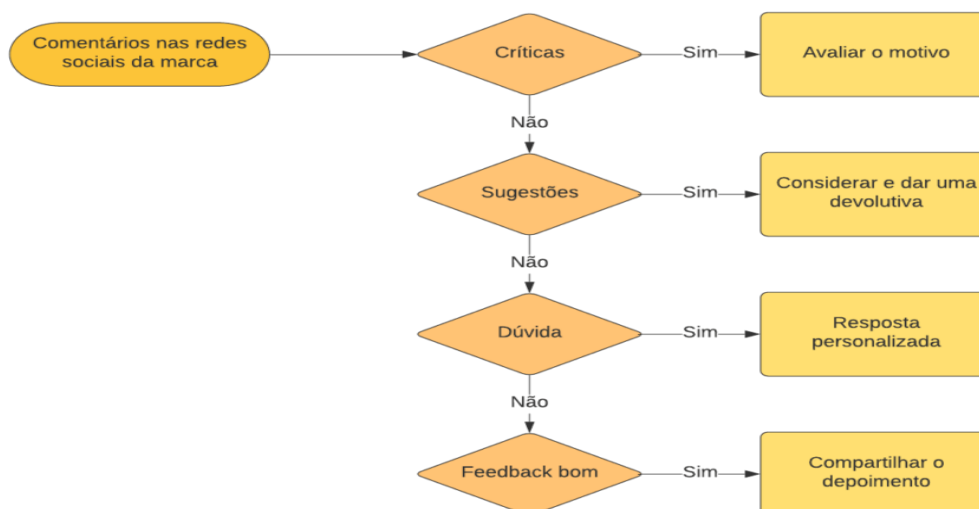 Comentários nas redes
sociais da marca
Críticas
Sim
Avaliar o motivo
Não
Sugestões
Sim
Considerar e dar uma
devolutiva
Não
Dúvida
Sim
Resposta
personalizada
Não
Feedback bom
Sim
Compartilhar o
depoimento